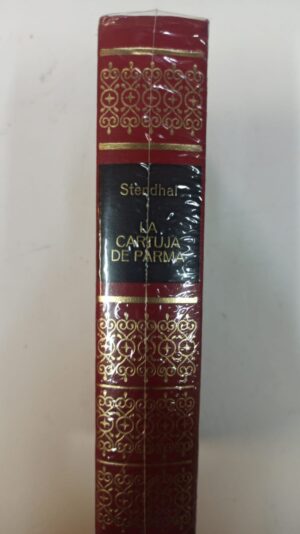 Stendhal
LA
CARTUJA
DE PARMA